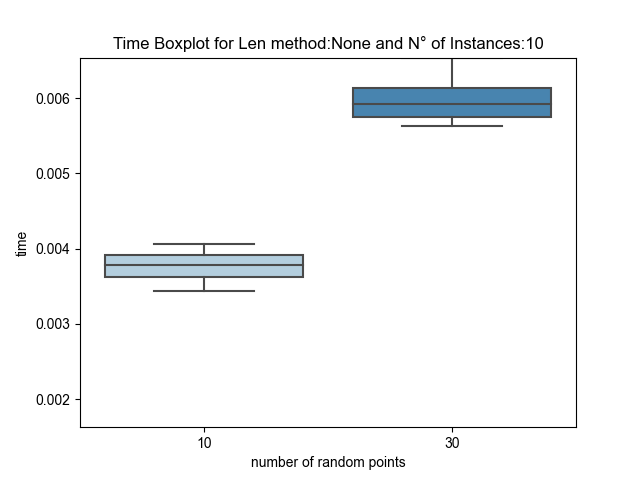 Time Boxplot for Len method:None and N° of Instances:10
0.006
0.005
0.004
0.003
0.002
time
10 30
number of random points